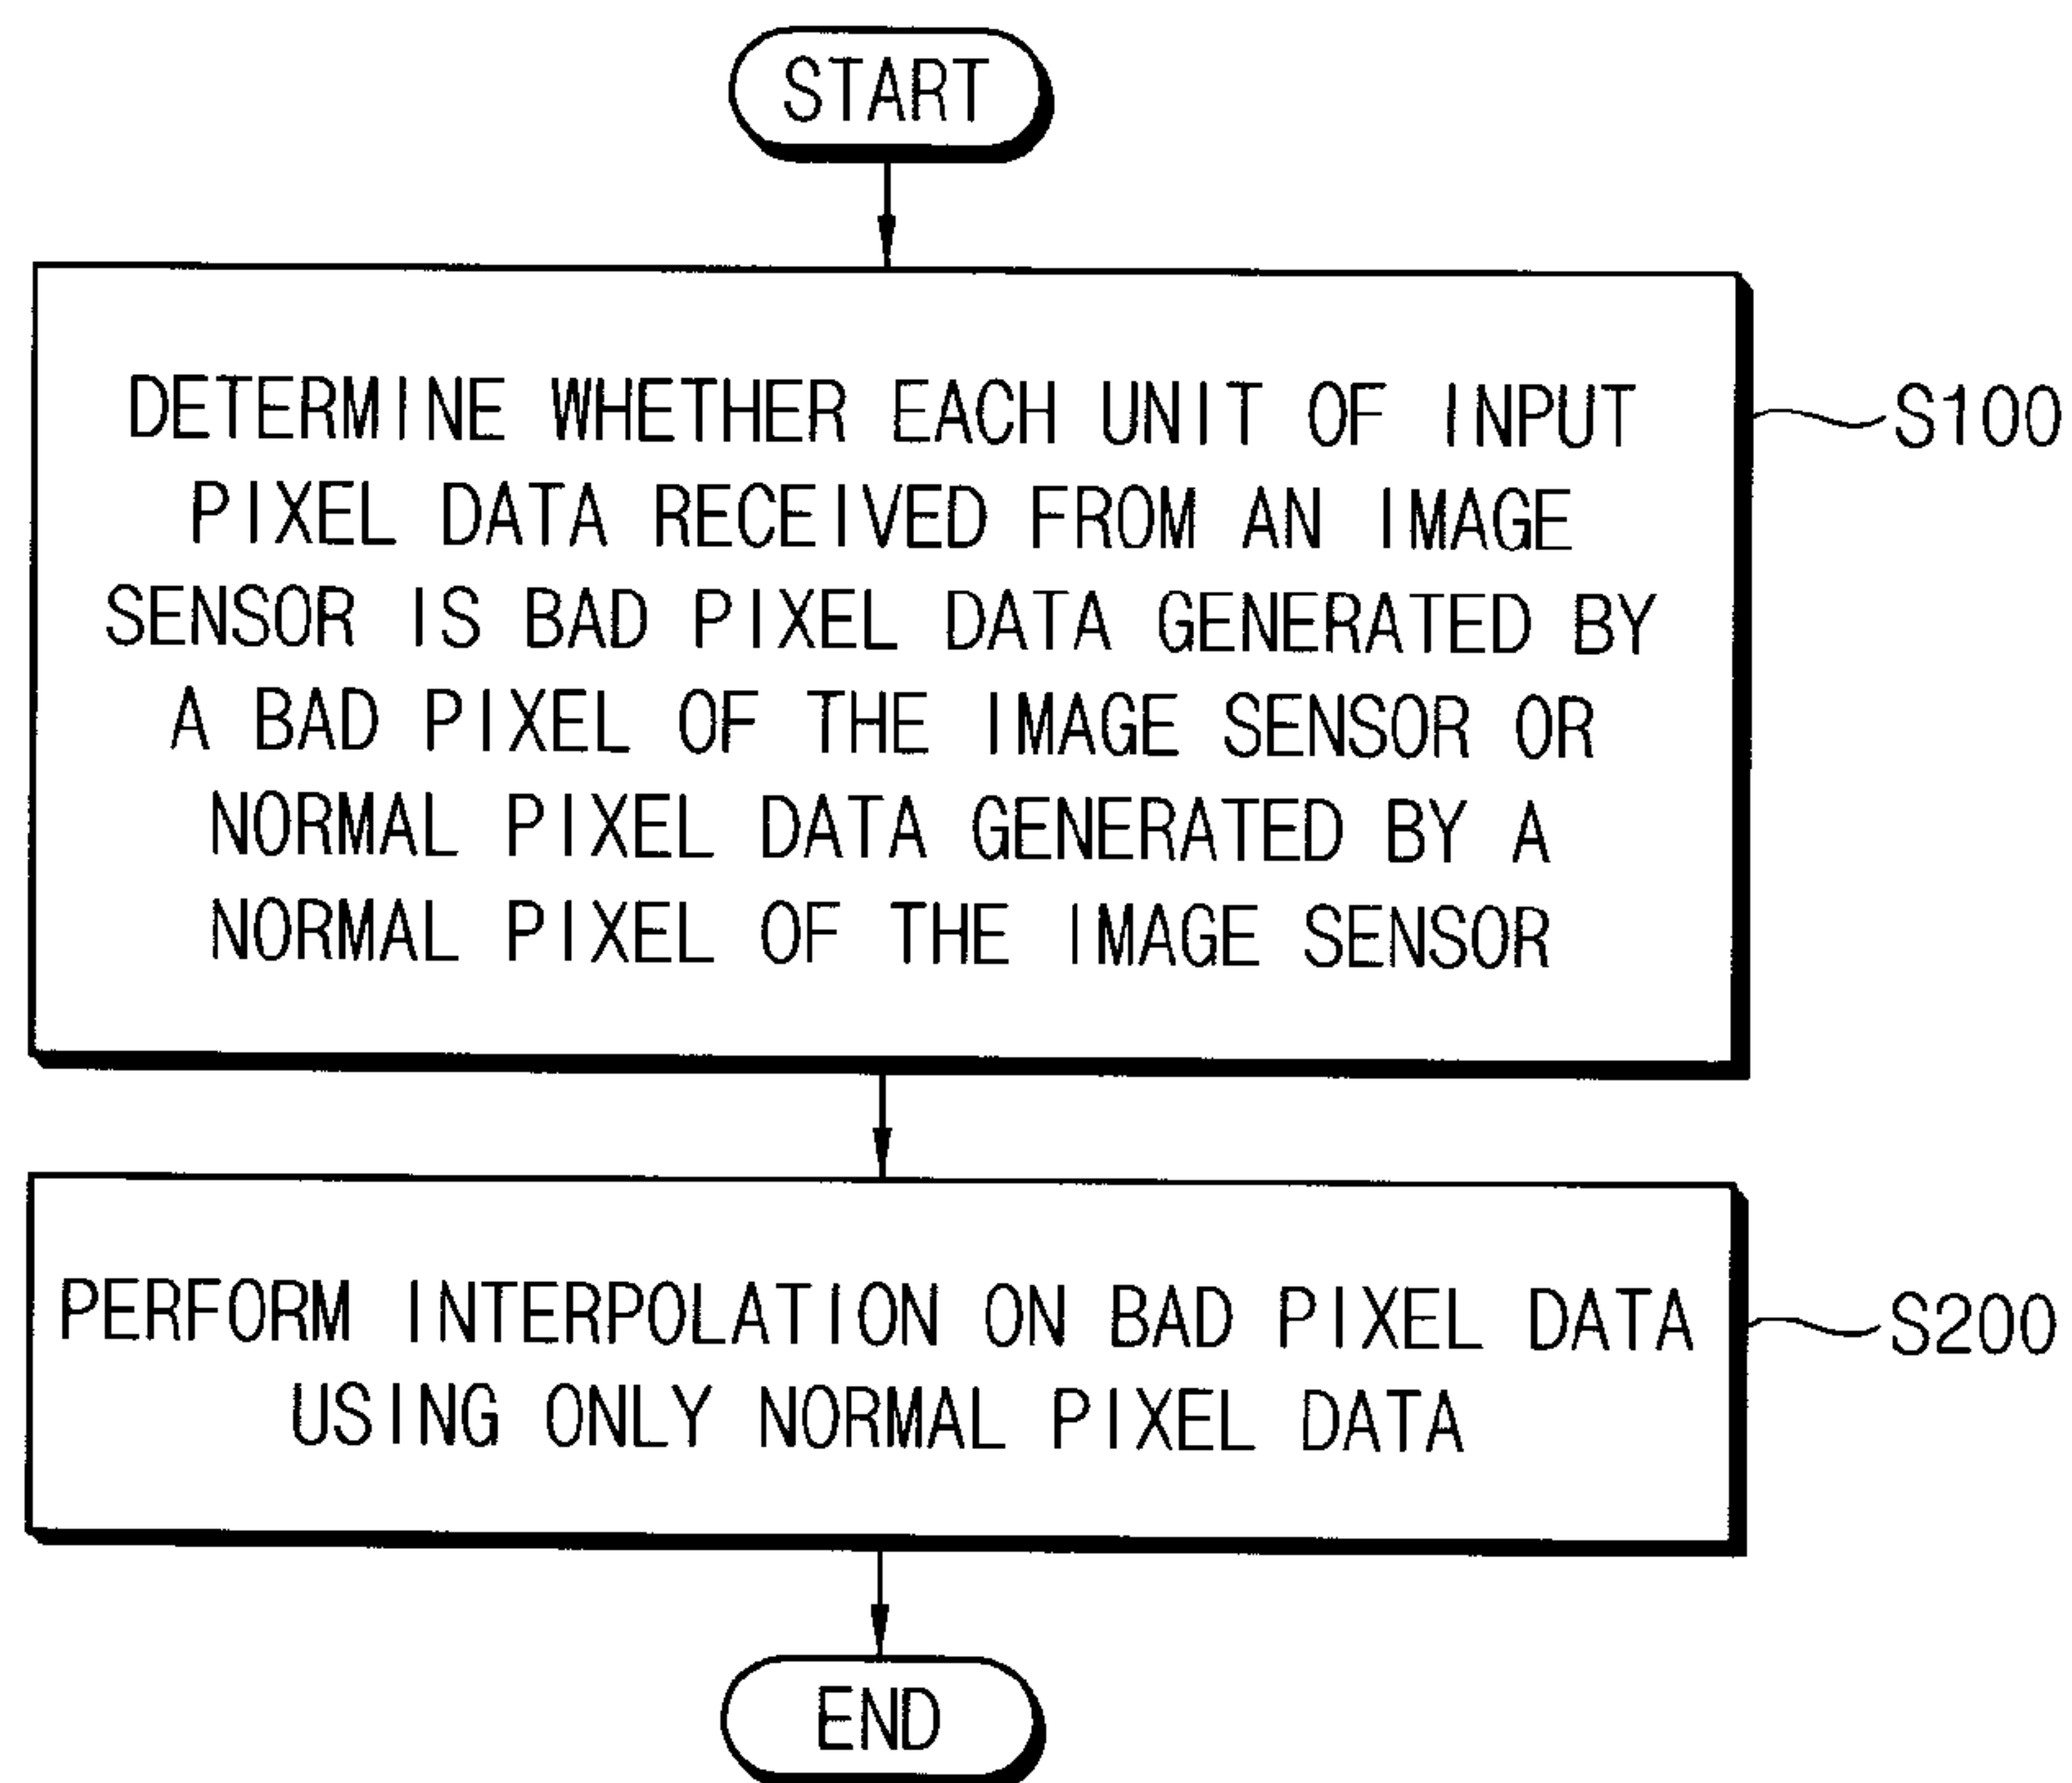 START
DETERMINE WHETHER EACH UNIT OF INPUT
PIXEL DATA RECEIVED FROM AN IMAGE
SENSOR IS BAD PIXEL DATA GENERATED BY
A BAD PIXEL OF THE IMAGE SENSOR OR
NORMAL PIXEL DATA GENERATED BY A
NORMAL PIXEL OF THE IMAGE SENSOR
S100
PERFORM INTERPOLATION ON BAD PIXEL DATA
USING ONLY NORMAL PIXEL DATA
S200
END